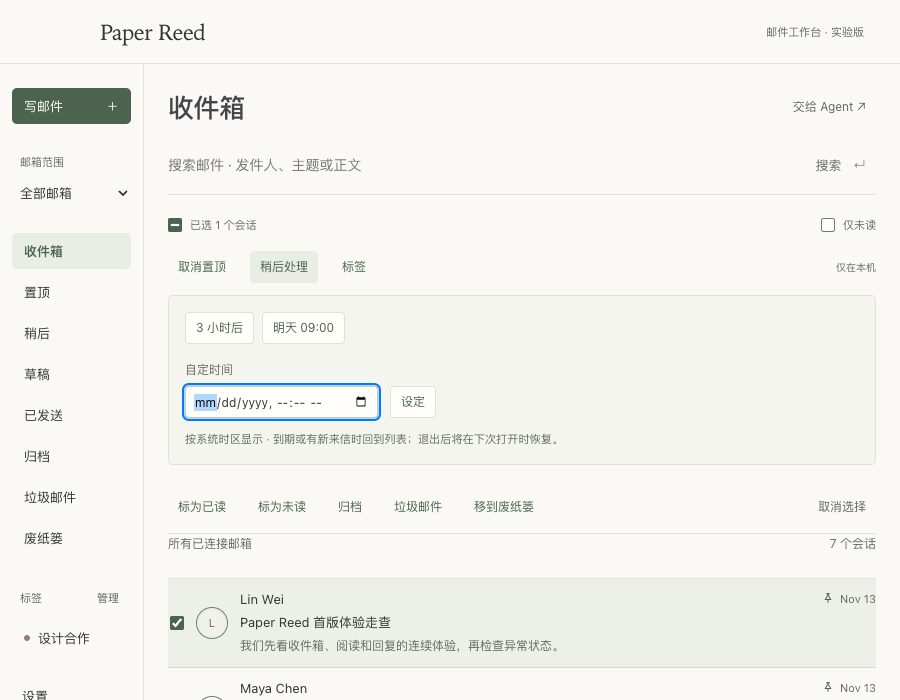 Paper Reed
邮件工作台 · 实验版
写邮件 +
收件箱
交给 Agent ↗
邮箱范围
全部邮箱
搜索邮件 · 发件人、主题或正文
搜索 ↵
已选 1 个会话
仅未读
收件箱
置顶
稍后
草稿
已发送
归档
垃圾邮件
废纸篓
取消置顶 稍后处理 标签
仅在本机
3 小时后 明天 09:00
自定时间
mm/dd/yyyy, --:-- --
设定
按系统时区显示 · 到期或有新来信时回到列表；退出后将在下次打开时恢复。
标为已读 标为未读 归档 垃圾邮件 移到废纸篓 取消选择
所有已连接邮箱
7 个会话
标签 管理
设计合作
设置
L
Lin Wei
Nov 13
Paper Reed 首版体验走查
我们先看收件箱、阅读和回复的连续体验，再检查异常状态。
Maya Chen
Nov 13